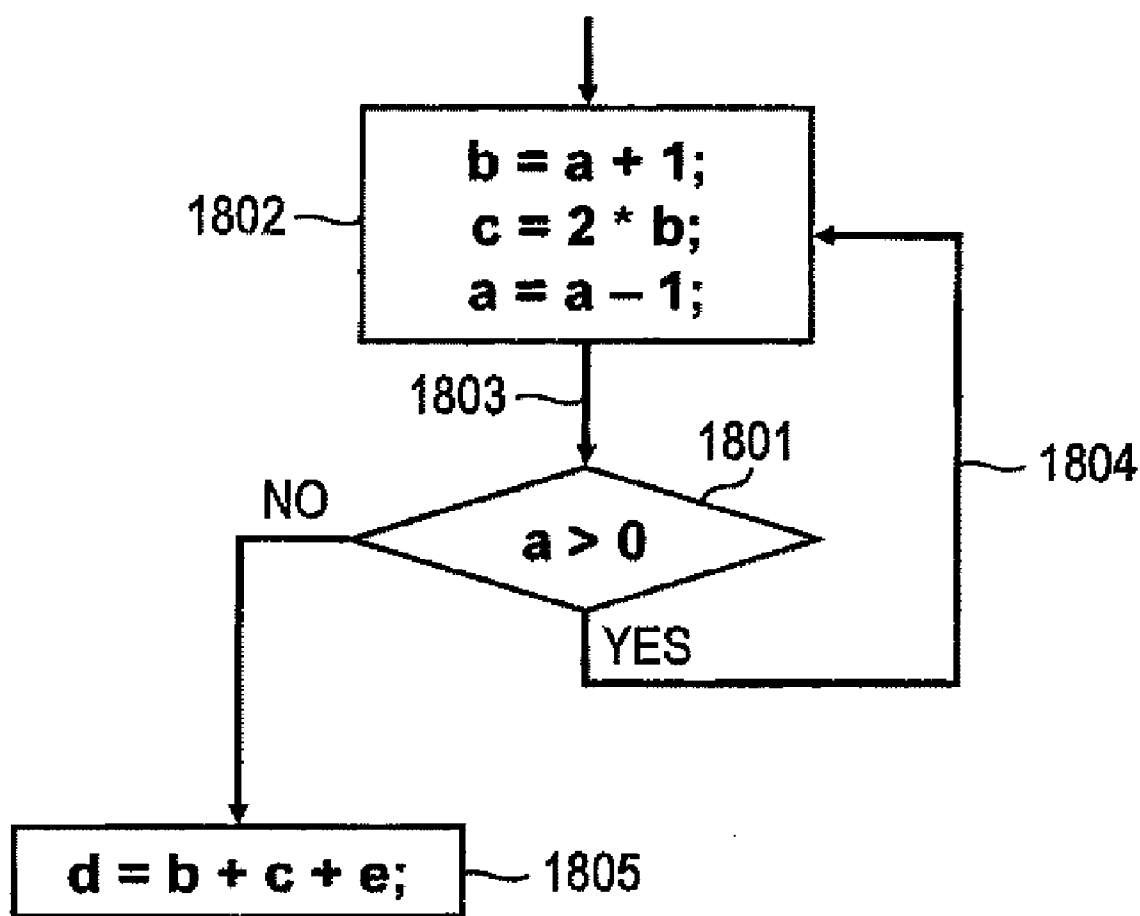 b = a + 1;
1802
c = 2 * b;
a = a – 1;
1803
1801
1804
NO
a > 0
YES
d = b + c + e;
1805